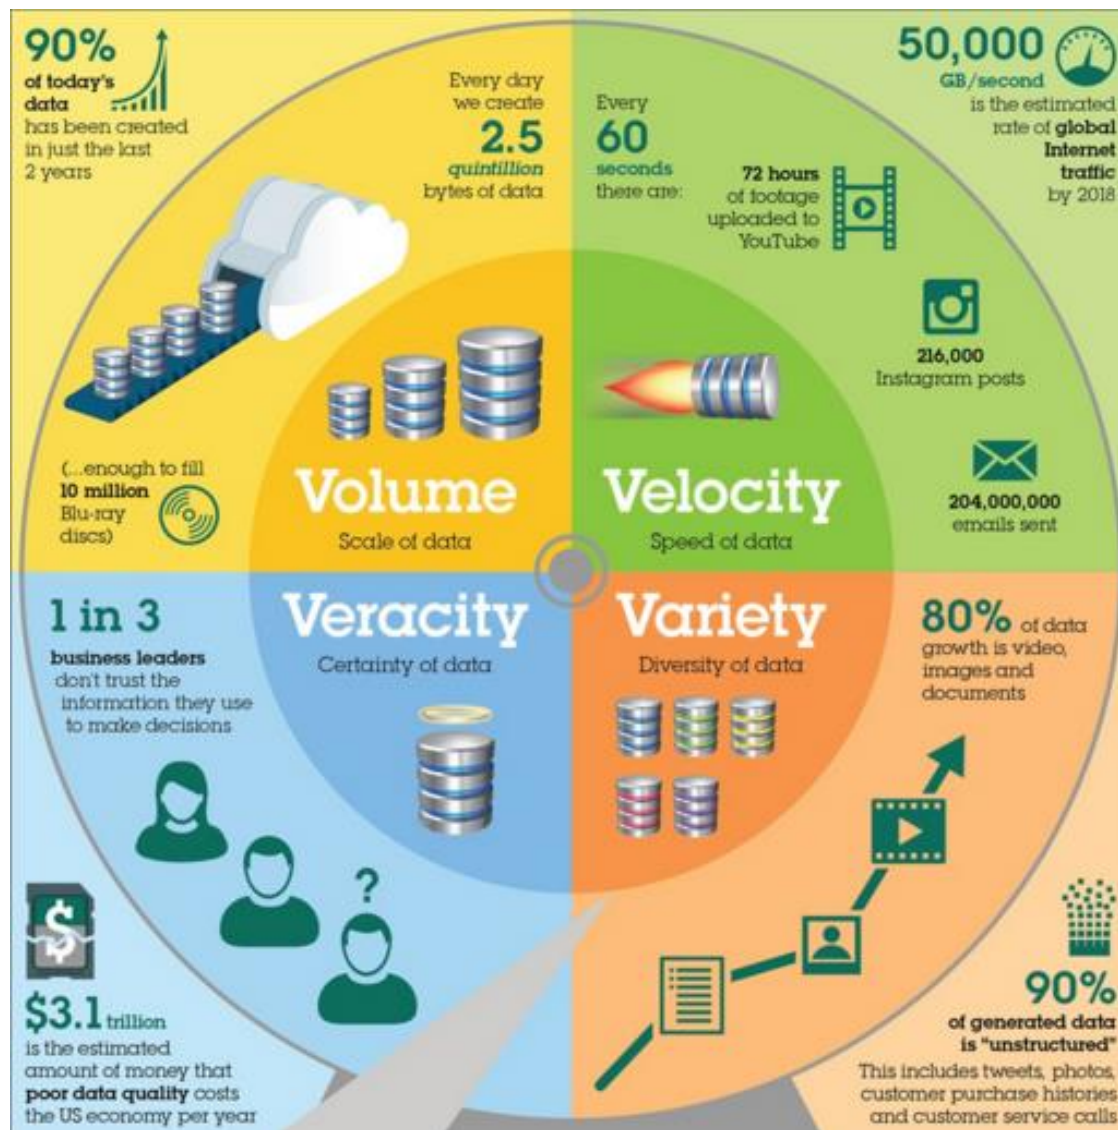 90%
of today's
data
has been created
in just the last
2 years
Every day
we create
2.5
quintillion
bytes of data
(...enough to fill
10 million
Blu-ray
discs)
Volume
Scale of data
Every
60
seconds
there are:
72 hours
of footage
uploaded to
YouTube
50,000
GB/second
is the estimated
rate of global
Internet
traffic
by 2018
216,000
Instagram posts
204,000,000
emails sent
Velocity
Speed of data
1 in 3
business leaders
don't trust the
information they use
to make decisions
Veracity
Certainty of data
?
$
$3.1 trillion
is the estimated
amount of money that
poor data quality costs
the US economy per year
Variety
Diversity of data
80% of data
growth is video,
images and
documents
90%
of generated data
is "unstructured"
This includes tweets, photos,
customer purchase histories
and customer service calls